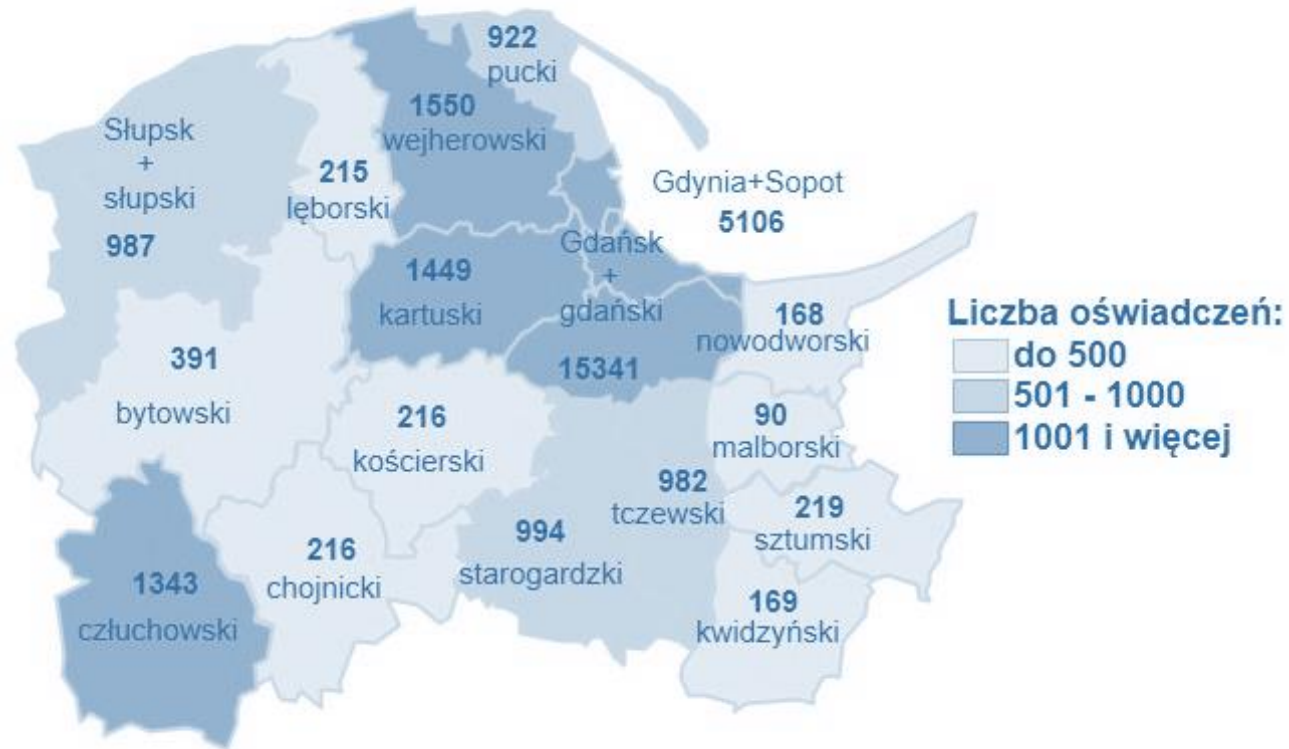 922
pucki
1550
wejherowski
Słupsk
+
słupski
987
215
lęborski
Gdynia+Sopot
5106
Gdańsk
+
gdański
15341
1449
kartuski
168
nowodworski
Liczba oświadczeń:
do 500
501 - 1000
1001 i więcej
391
bytowski
216
kościerski
90
malborski
982
tczewski
219
sztumski
994
starogardzki
216
chojnicki
1343
człuchowski
169
kwidzyński